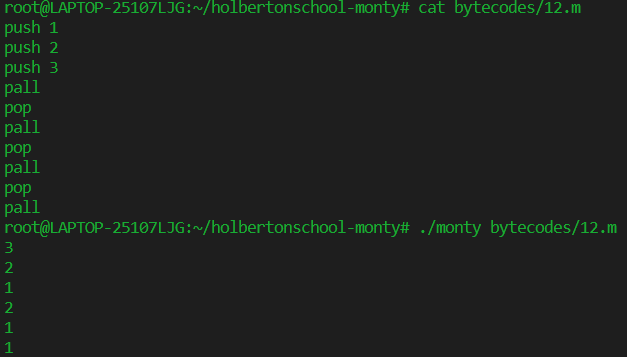 root@LAPTOP-25107LJG:~/holbertonschool-monty# cat bytecodes/12.m
push 1
push 2
push 3
pall
pop
pall
pop
pall
pop
pall
root@LAPTOP-25107LJG:~/holbertonschool-monty# ./monty bytecodes/12.m
3
2
1
2
1
1